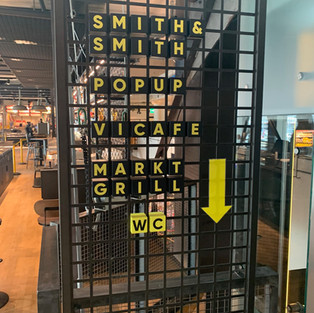 SMITH&
SMITH
POPUP
VICAFE
MARKT
GRILL
WC